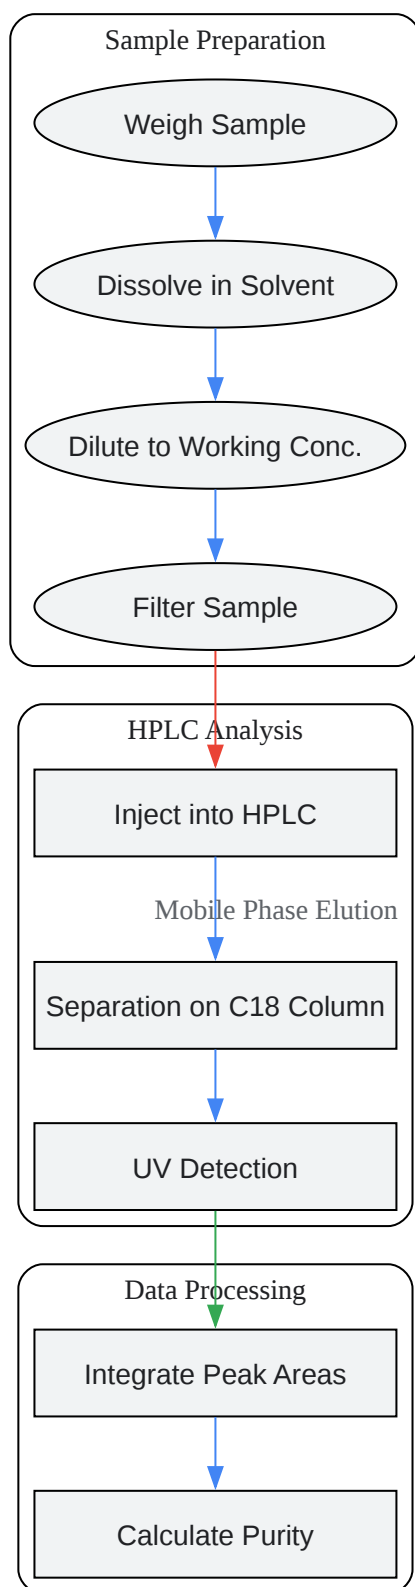 Sample Preparation
Weigh Sample
Dissolve in Solvent
Dilute to Working Conc.
Filter Sample
HPLC Analysis
Inject into HPLC
Mobile Phase Elution
Separation on C18 Column
UV Detection
Data Processing
Integrate Peak Areas
Calculate Purity